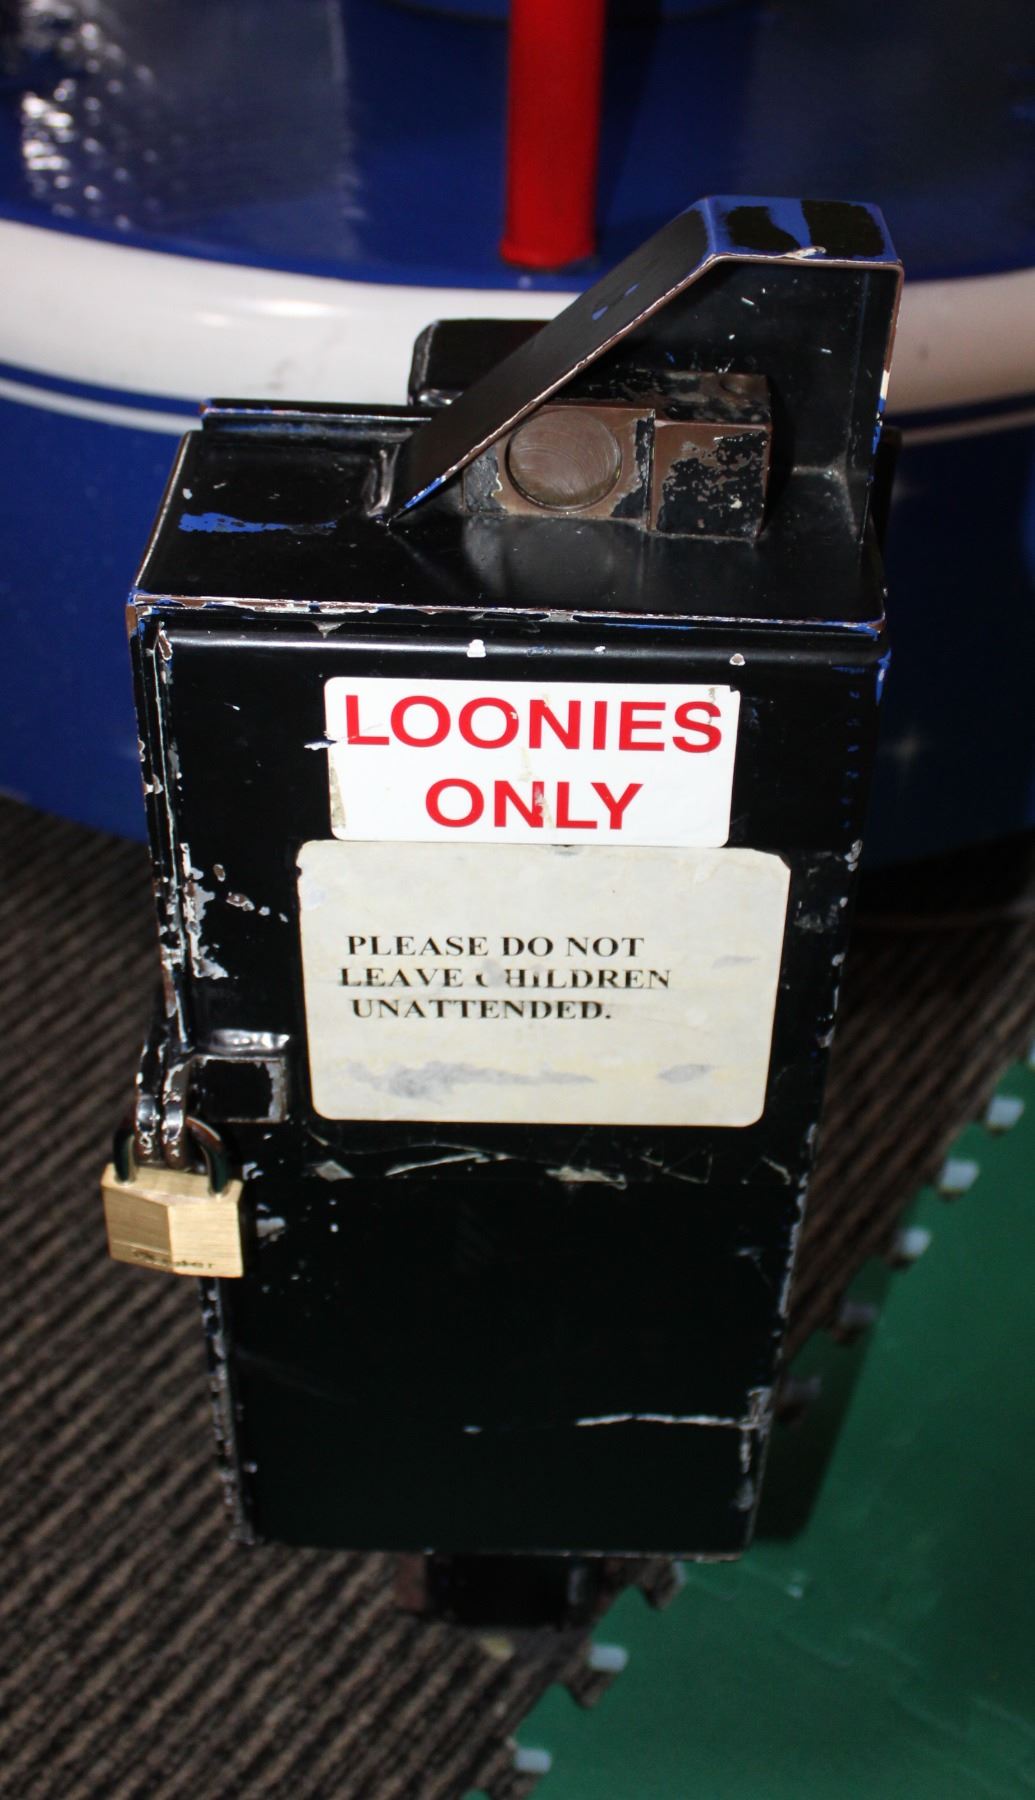 LOONIES
ONLY
PLEASE DO NOT
LEAVE CHILDREN
UNATTENDED.